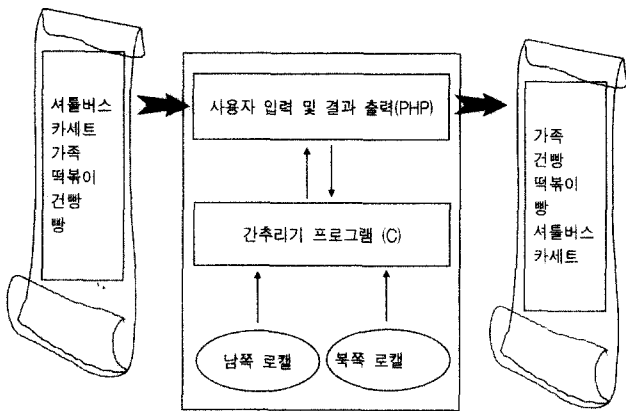 셔틀버스
카세트
가족
떡볶이
건빵
빵
사용자 입력 및 결과 출력(PHP)
간추리기 프로그램 (C)
남쪽 로캘
북쪽 로캘
가족
건빵
떡볶이
빵
셔틀버스
카세트